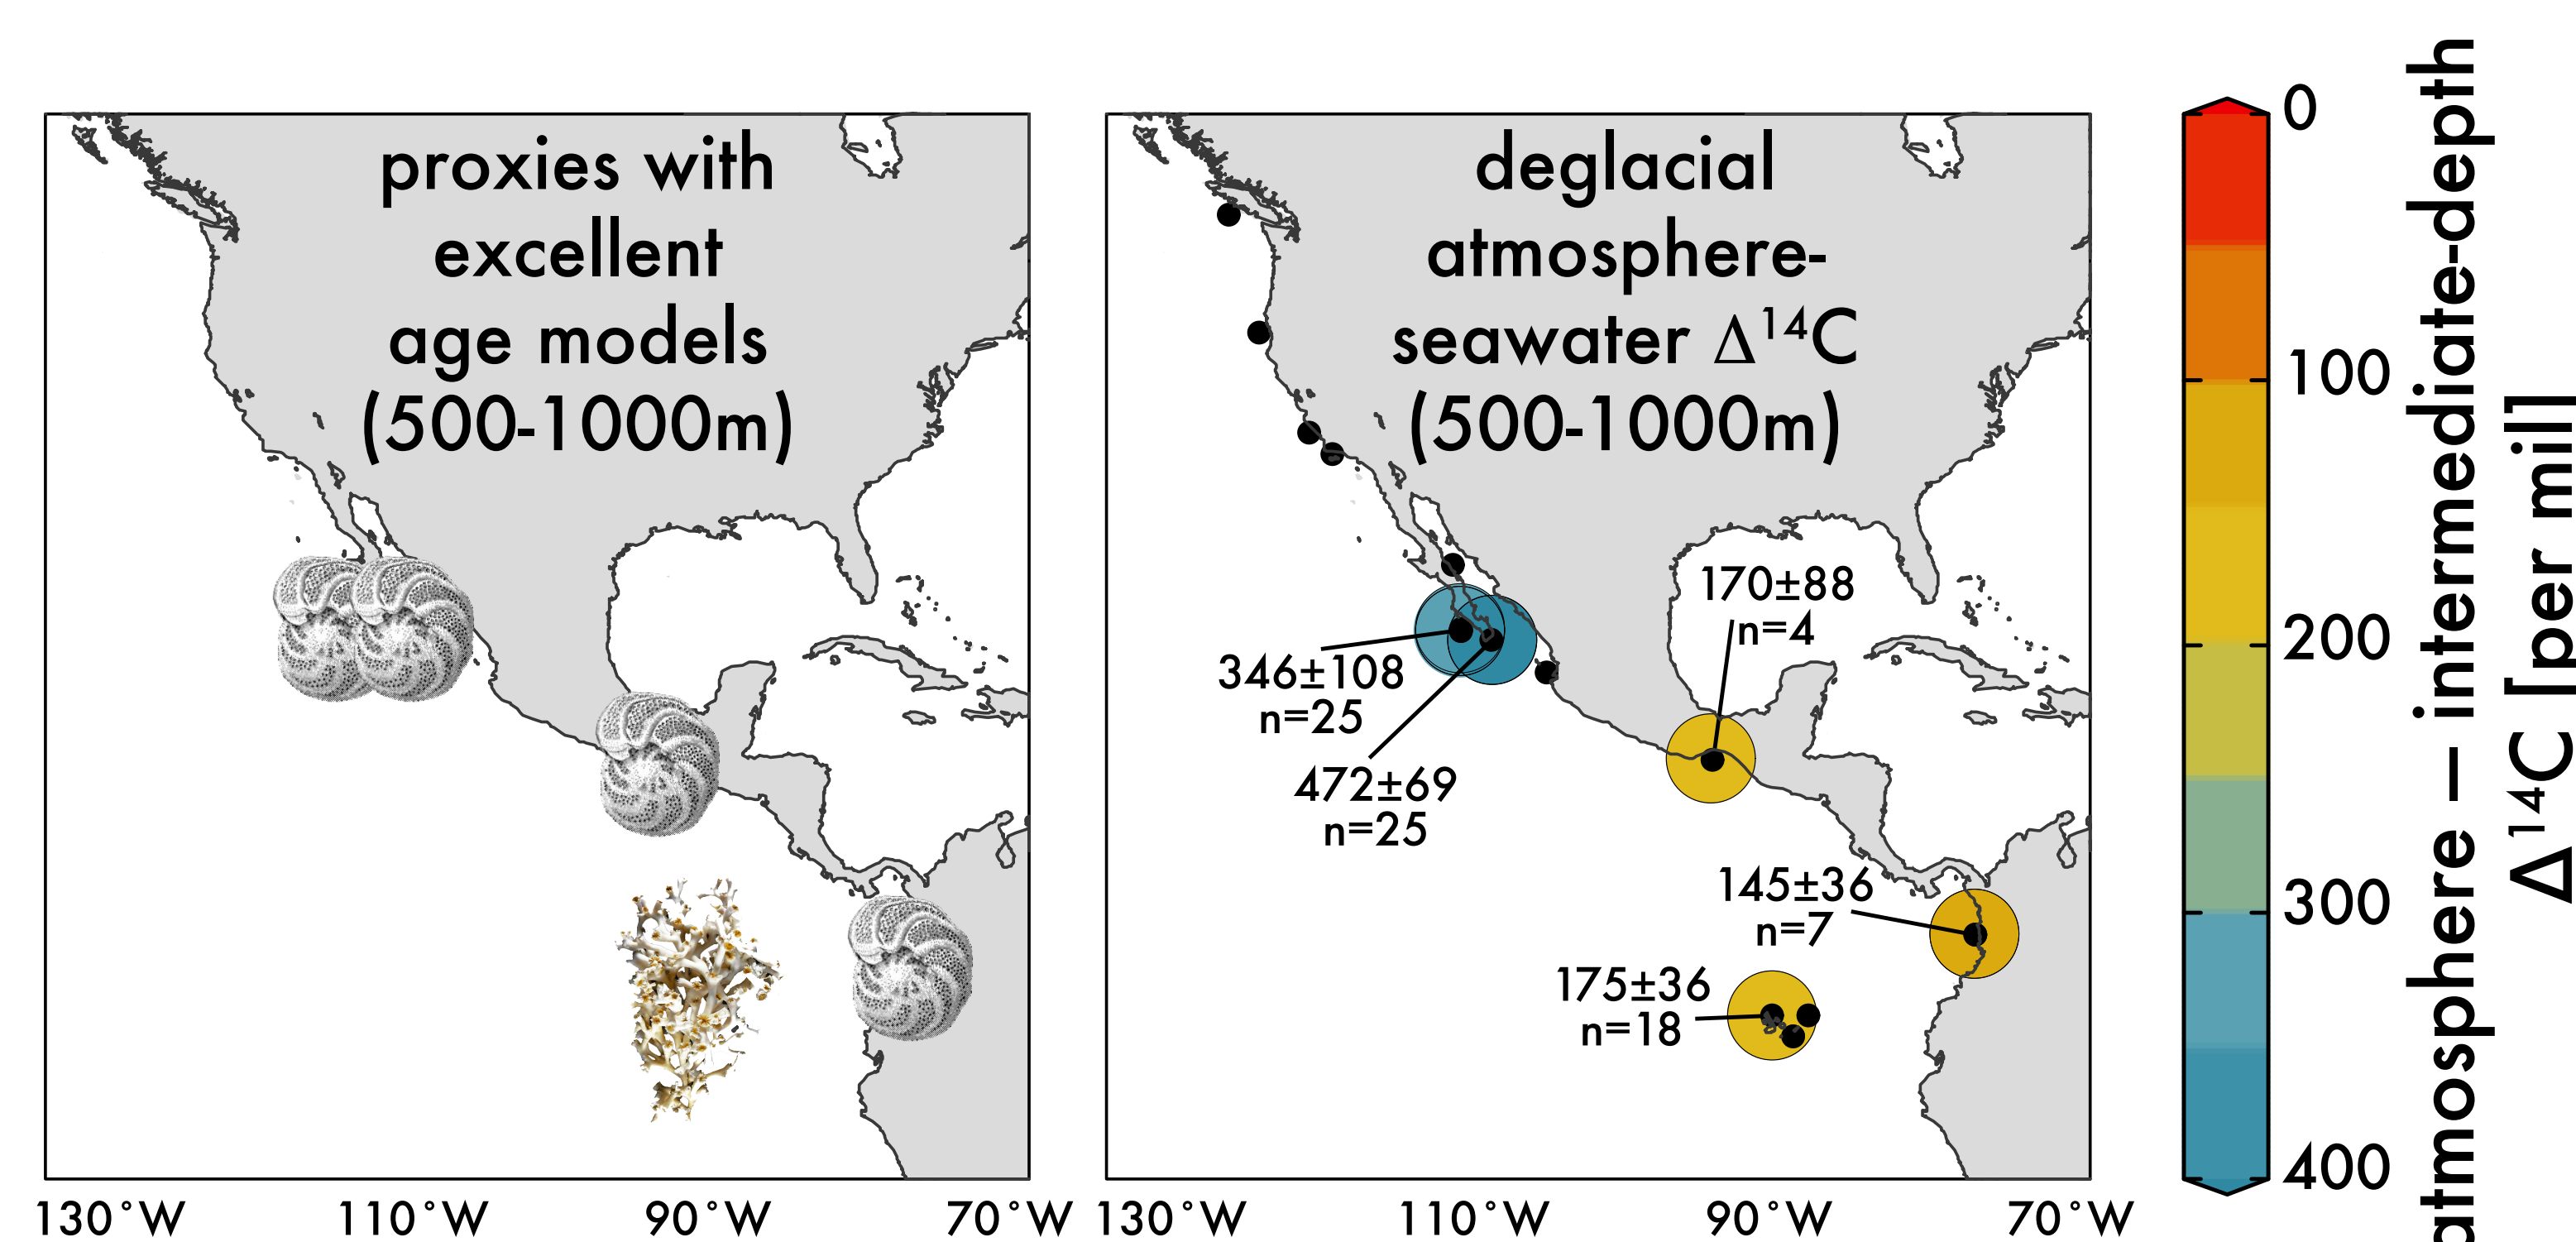 proxies with
excellent
age models
(500-1000m)
130°W
110°W
90°W
70°W
deglacial
atmosphere-
seawater Δ¹⁴C
(500-1000m)
170±88
n=4
346±108
n=25
472±69
n=25
145±36
n=7
175±36
n=18
130°W
110°W
90°W
70°W
0
100
200
300
400
atmosphere – intermediate-depth
Δ¹⁴C [per mil]